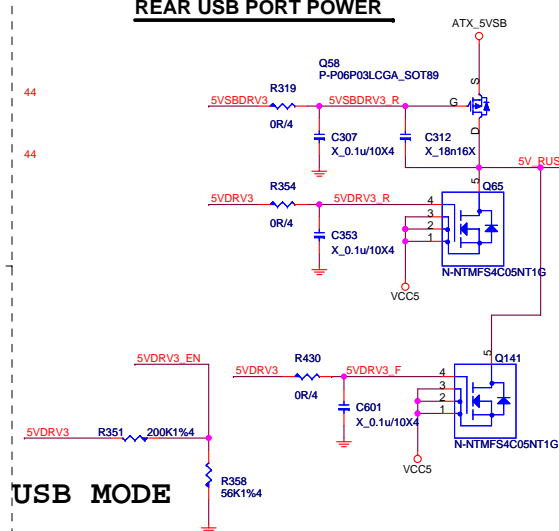 REAR USB PORT POWER
ATX_5VSB
Q58
P-P06P03LCGA_SOT89
44
5VSBDRV3
R319
0R/4
5VSBDRV3_R
G
S
D
C307
X_0.1u/10X4
C312
X_18n16X
44
5V_RUS
5VDRV3
R354
0R/4
5VDRV3_R
C353
X_0.1u/10X4
5
Q65
4
3
2
1
N-NTMFS4C05NT1G
VCC5
5VDRV3_EN
5VDRV3
R430
0R/4
5VDRV3_F
C601
X_0.1u/10X4
5
Q141
4
3
2
1
N-NTMFS4C05NT1G
VCC5
5VDRV3
R351
200K1%4
R358
56K1%4
USB MODE